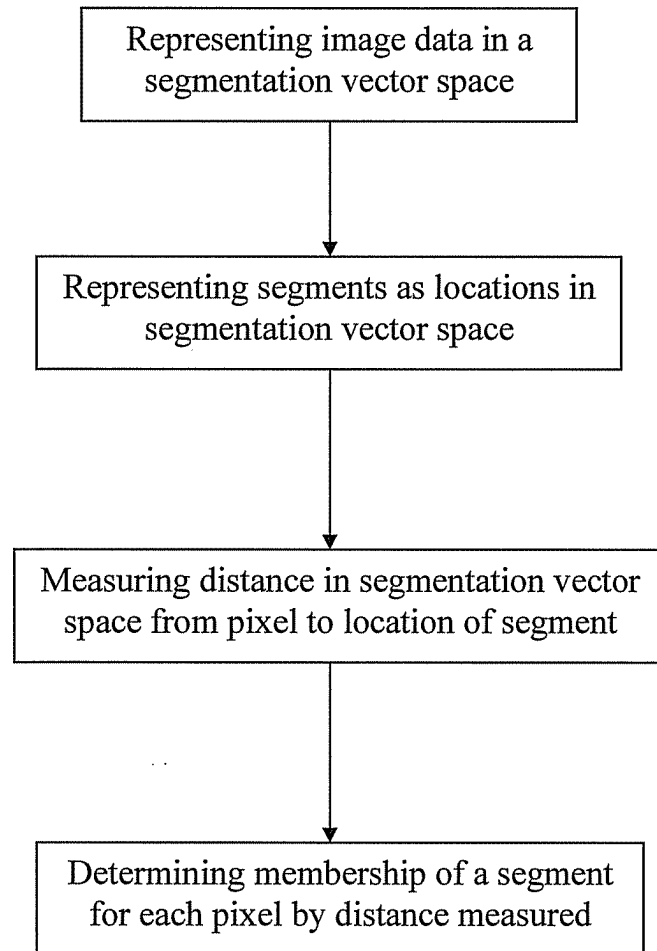 Representing image data in a
segmentation vector space
Representing segments as locations in
segmentation vector space
Measuring distance in segmentation vector
space from pixel to location of segment
Determining membership of a segment
for each pixel by distance measured